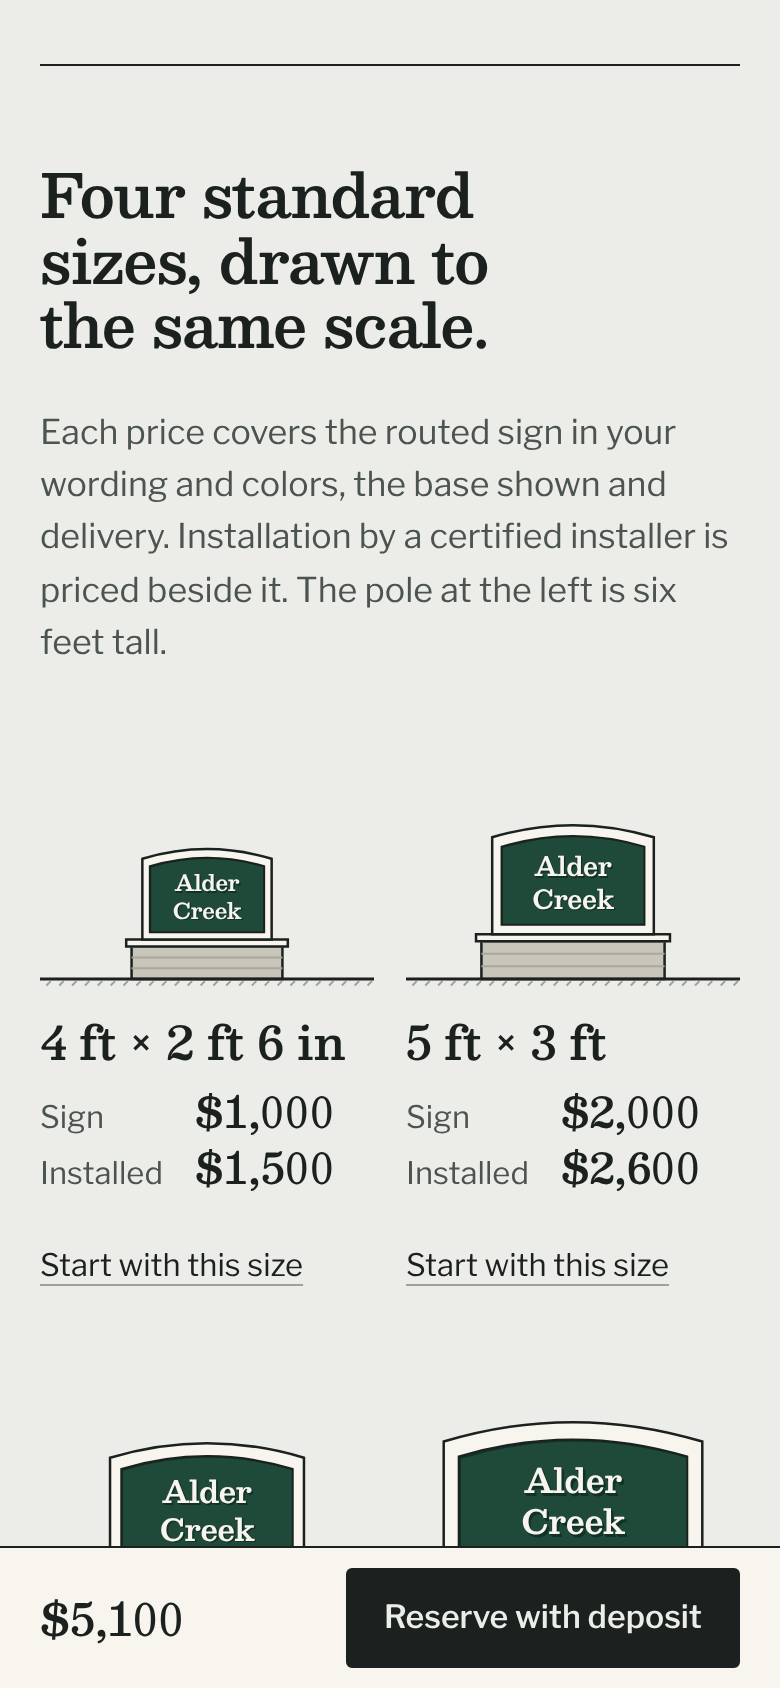 Four standard
sizes, drawn to
the same scale.
Each price covers the routed sign in your
wording and colors, the base shown and
delivery. Installation by a certified installer is
priced beside it. The pole at the left is six
feet tall.
Alder
Creek
Alder
Creek
4 ft × 2 ft 6 in
5 ft × 3 ft
Sign $1,000
Sign $2,000
Installed $1,500
Installed $2,600
Start with this size
Start with this size
Alder
Creek
Alder
Creek
$5,100
Reserve with deposit